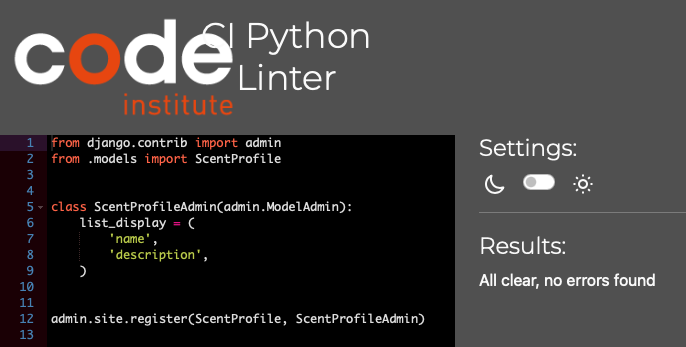 code
institute
CI Python
Linter
1 from django.contrib import admin
2 from .models import ScentProfile
3
4
5 class ScentProfileAdmin(admin.ModelAdmin):
6     list_display = (
7         'name',
8         'description',
9     )
10
11
12 admin.site.register(ScentProfile, ScentProfileAdmin)
13
Settings:
Results:
All clear, no errors found